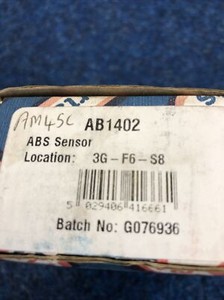 AM45C AB1402
ABS Sensor
Location: 3G-F6-S8
5 029406 416661
Batch No: G076936